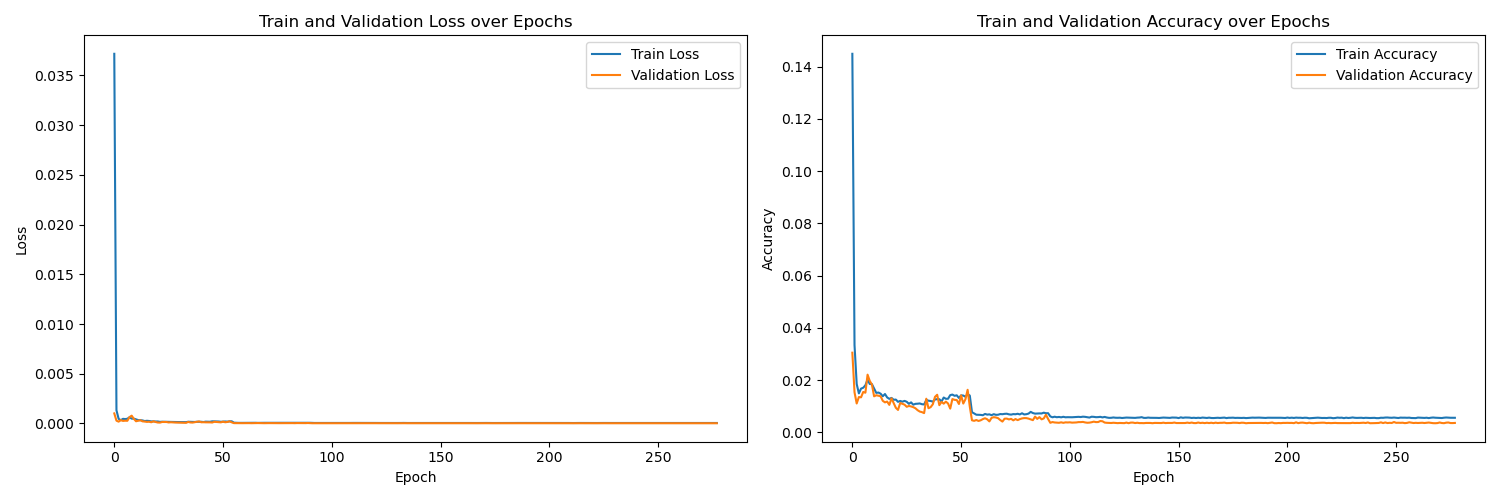 Train and Validation Loss over Epochs
Train Loss
Validation Loss
0.035
0.030
0.025
0.020
0.015
0.010
0.005
0.000
Loss
0
50
100
150
200
250
Epoch
Train and Validation Accuracy over Epochs
Train Accuracy
Validation Accuracy
0.14
0.12
0.10
0.08
0.06
0.04
0.02
0.00
Accuracy
0
50
100
150
200
250
Epoch